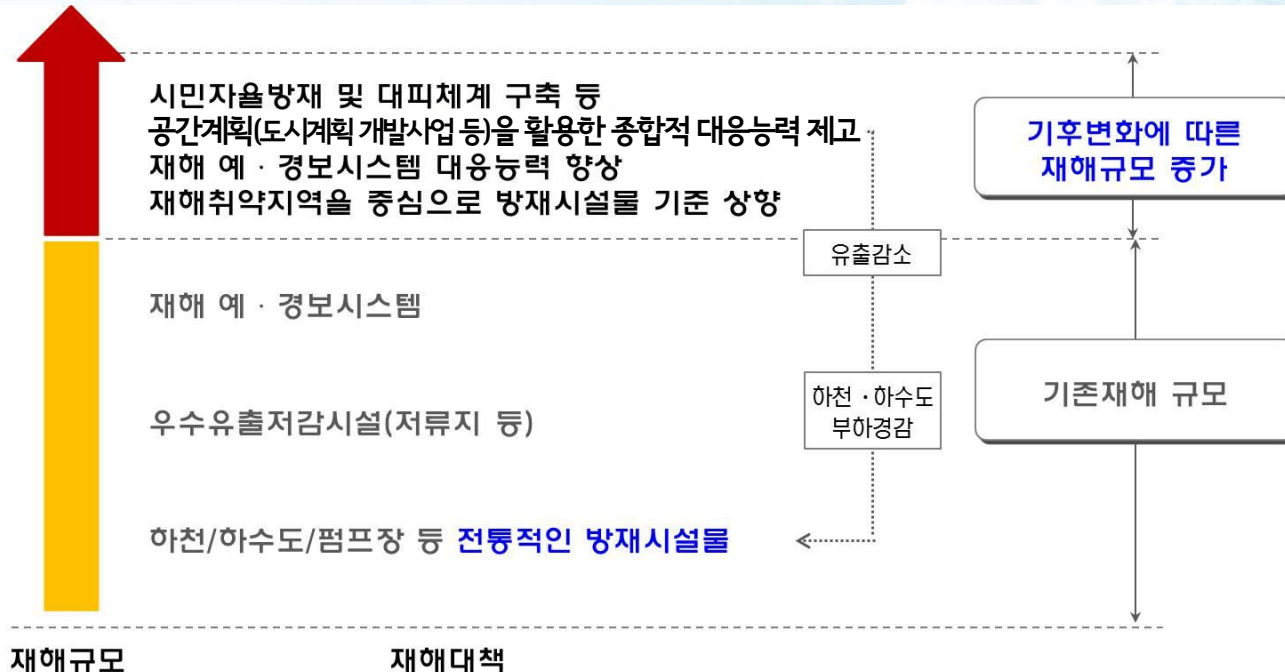 시민자율방재 및 대피체계 구축 등
공간계획(도시계획 개발사업 등)을 활용한 종합적 대응능력 제고
재해 예·경보시스템 대응능력 향상
재해취약지역을 중심으로 방재시설물 기준 상향
기후변화에 따른
재해규모 증가
유출감소
재해 예·경보시스템
하천·하수도
부하경감
기존재해 규모
우수유출저감시설(저류지 등)
하천/하수도/펌프장 등 전통적인 방재시설물
재해규모
재해대책